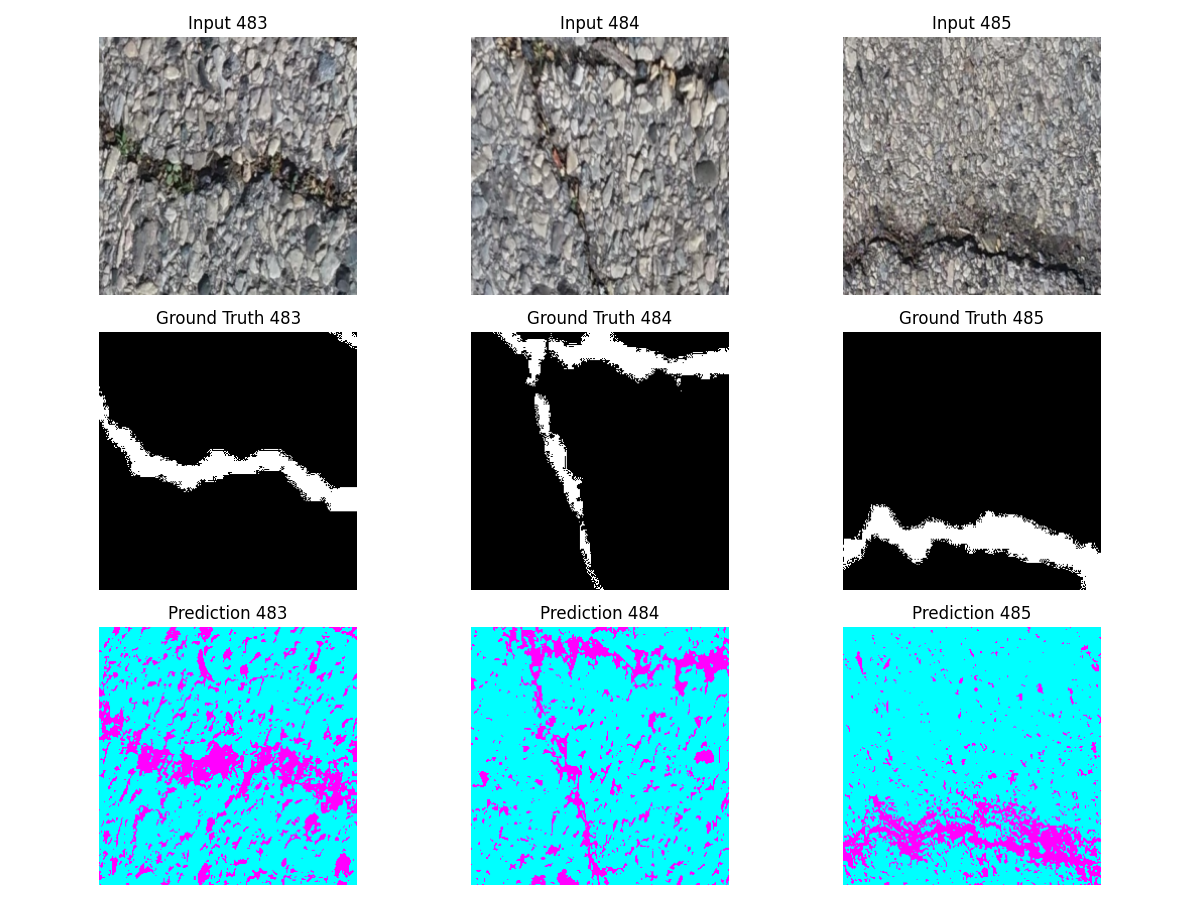 Input 483
Input 484
Input 485
Ground Truth 483
Ground Truth 484
Ground Truth 485
Prediction 483
Prediction 484
Prediction 485